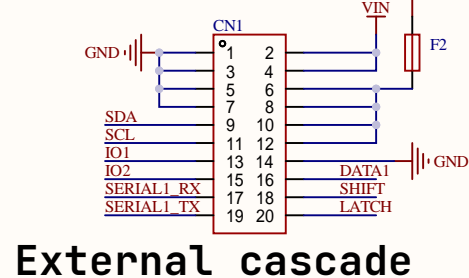 VIN
CN1
F2
GND
1 2
3 4
5 6
7 8
SDA
9 10
SCL
11 12
IO1
13 14
GND
IO2
15 16
DATA1
SERIAL1_RX
17 18
SHIFT
SERIAL1_TX
19 20
LATCH
External cascade